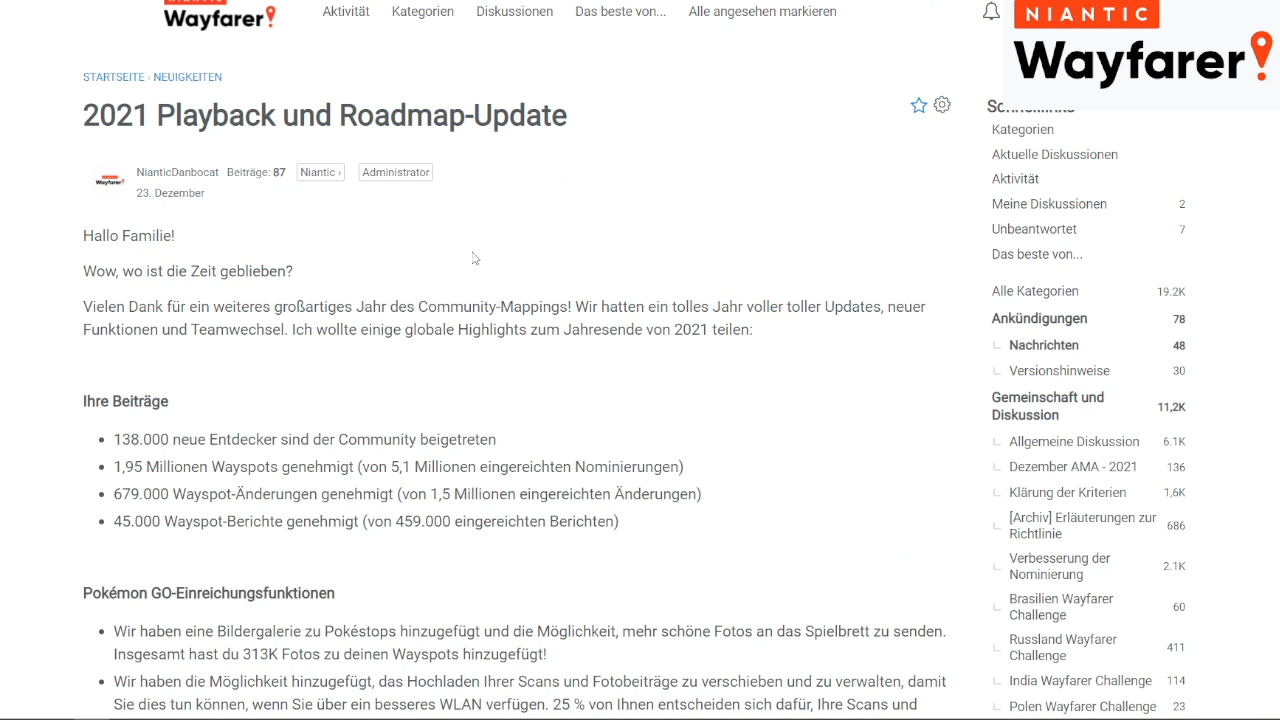 Wayfarer!
Aktivität Kategorien Diskussionen Das beste von... Alle angesehen markieren
NIANTIC
Wayfarer!
STARTSEITE › NEUIGKEITEN
2021 Playback und Roadmap-Update
NianticDanbocat Beiträge: 87 Niantic › Administrator
23. Dezember
Hallo Familie!
Wow, wo ist die Zeit geblieben?
Vielen Dank für ein weiteres großartiges Jahr des Community-Mappings! Wir hatten ein tolles Jahr voller toller Updates, neuer
Funktionen und Teamwechsel. Ich wollte einige globale Highlights zum Jahresende von 2021 teilen:
Ihre Beiträge
• 138.000 neue Entdecker sind der Community beigetreten
• 1,95 Millionen Wayspots genehmigt (von 5,1 Millionen eingereichten Nominierungen)
• 679.000 Wayspot-Änderungen genehmigt (von 1,5 Millionen eingereichten Änderungen)
• 45.000 Wayspot-Berichte genehmigt (von 459.000 eingereichten Berichten)
Pokémon GO-Einreichungsfunktionen
• Wir haben eine Bildergalerie zu Pokéstops hinzugefügt und die Möglichkeit, mehr schöne Fotos an das Spielbrett zu senden.
Insgesamt hast du 313K Fotos zu deinen Wayspots hinzugefügt!
• Wir haben die Möglichkeit hinzugefügt, das Hochladen Ihrer Scans und Fotobeiträge zu verschieben und zu verwalten, damit
Sie dies tun können, wenn Sie über ein besseres WLAN verfügen. 25 % von Ihnen entscheiden sich dafür, Ihre Scans und
Kategorien
Aktuelle Diskussionen
Aktivität
Meine Diskussionen 2
Unbeantwortet 7
Das beste von...
Alle Kategorien 19.2K
Ankündigungen 78
Nachrichten 48
Versionshinweise 30
Gemeinschaft und
Diskussion 11,2K
Allgemeine Diskussion 6.1K
Dezember AMA - 2021 136
Klärung der Kriterien 1,6K
[Archiv] Erläuterungen zur
Richtlinie 686
Verbesserung der
Nominierung 2.1K
Brasilien Wayfarer
Challenge 60
Russland Wayfarer
Challenge 411
India Wayfarer Challenge 114
Polen Wayfarer Challenge 23